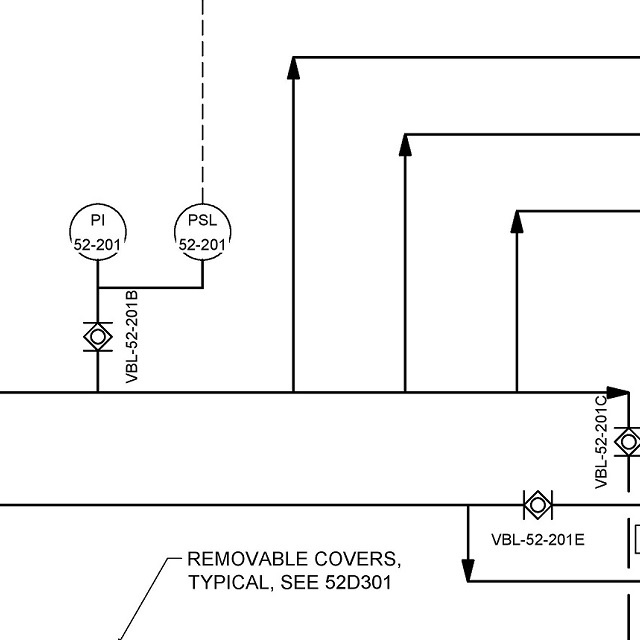 PI
52-201
PSL
52-201
VBL-52-201B
VBL-52-201C
VBL-52-201E
REMOVABLE COVERS,
TYPICAL, SEE 52D301